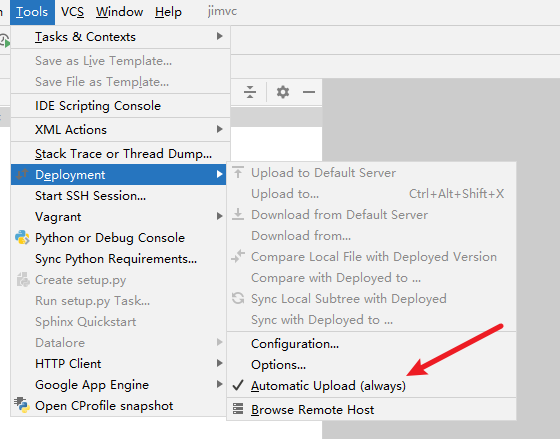 Tools VCS Window Help jimvc
Tasks & Contexts
Save as Live Template...
Save File as Template...
IDE Scripting Console
XML Actions
Stack Trace or Thread Dump...
Deployment
Start SSH Session...
Vagrant
Python or Debug Console
Sync Python Requirements...
Create setup.py
Run setup.py Task...
Sphinx Quickstart
Datalore
HTTP Client
Google App Engine
Open CProfile snapshot
Upload to Default Server
Upload to... Ctrl+Alt+Shift+X
Download from Default Server
Download from...
Compare Local File with Deployed Version
Compare with Deployed to ...
Sync Local Subtree with Deployed
Sync with Deployed to ...
Configuration...
Options...
Automatic Upload (always)
Browse Remote Host